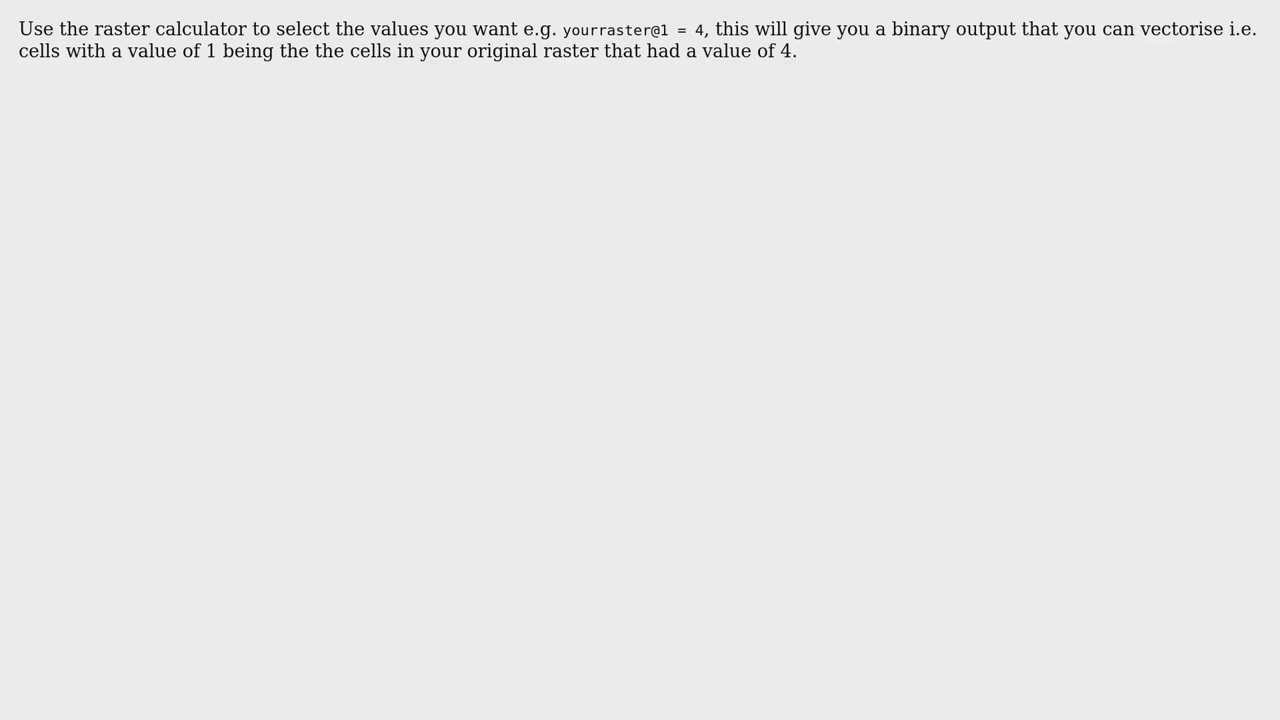 Use the raster calculator to select the values you want e.g. yourraster@1 = 4, this will give you a binary output that you can vectorise i.e.
cells with a value of 1 being the the cells in your original raster that had a value of 4.